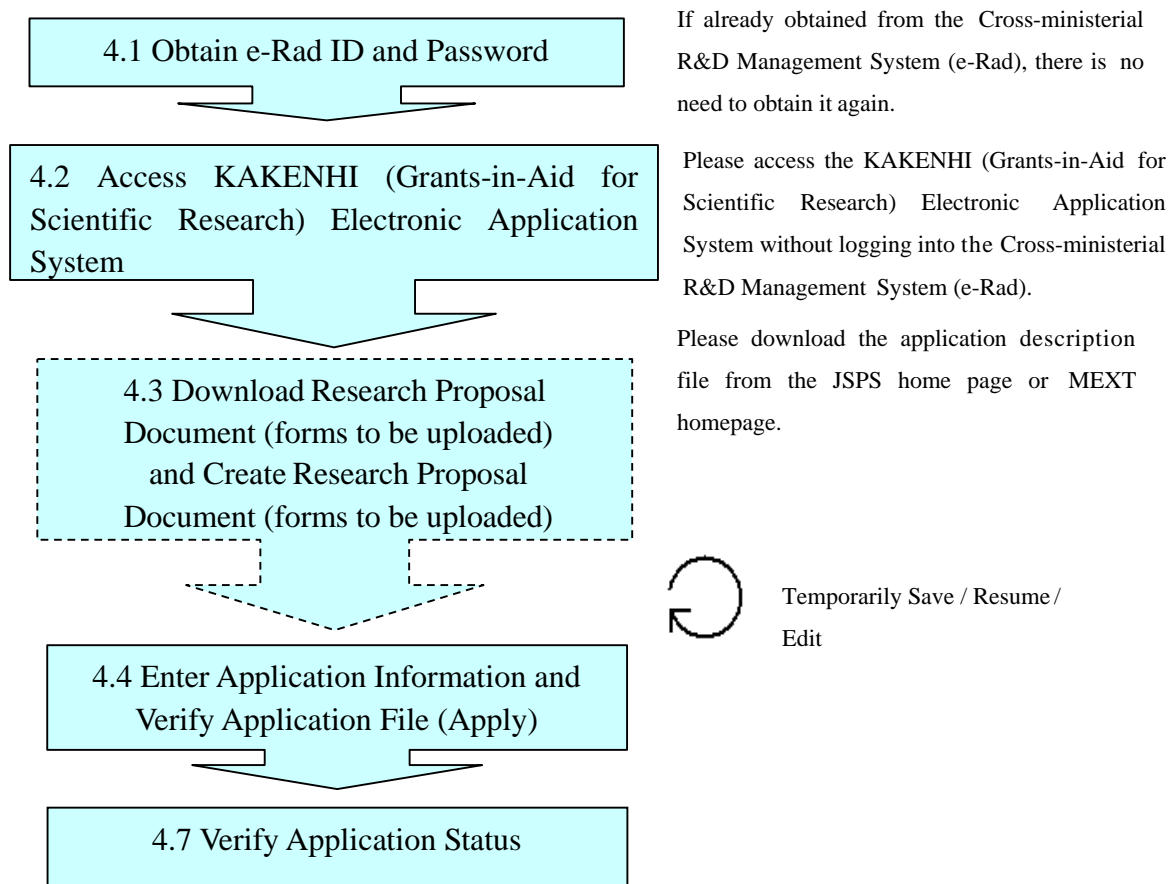 4.1 Obtain e-Rad ID and Password
If already obtained from the Cross-ministerial
R&D Management System (e-Rad), there is no
need to obtain it again.
4.2 Access KAKENHI (Grants-in-Aid for
Scientific Research) Electronic Application
System
Please access the KAKENHI (Grants-in-Aid for
Scientific Research) Electronic Application
System without logging into the Cross-ministerial
R&D Management System (e-Rad).
4.3 Download Research Proposal
Document (forms to be uploaded)
and Create Research Proposal
Document (forms to be uploaded)
Please download the application description
file from the JSPS home page or MEXT
homepage.
Temporarily Save / Resume /
Edit
4.4 Enter Application Information and
Verify Application File (Apply)
4.7 Verify Application Status